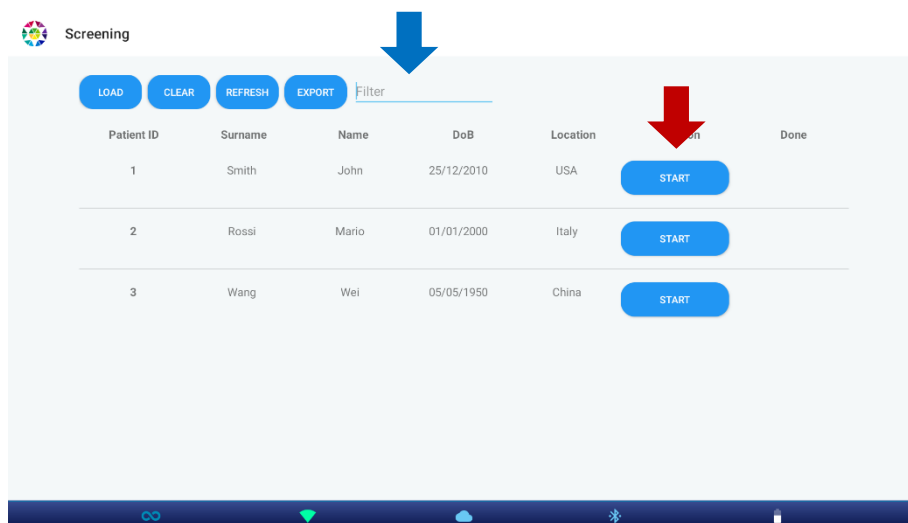 Screening
LOAD CLEAR REFRESH EXPORT Filter
Patient ID Surname Name DoB Location Done
1 Smith John 25/12/2010 USA START
2 Rossi Mario 01/01/2000 Italy START
3 Wang Wei 05/05/1950 China START